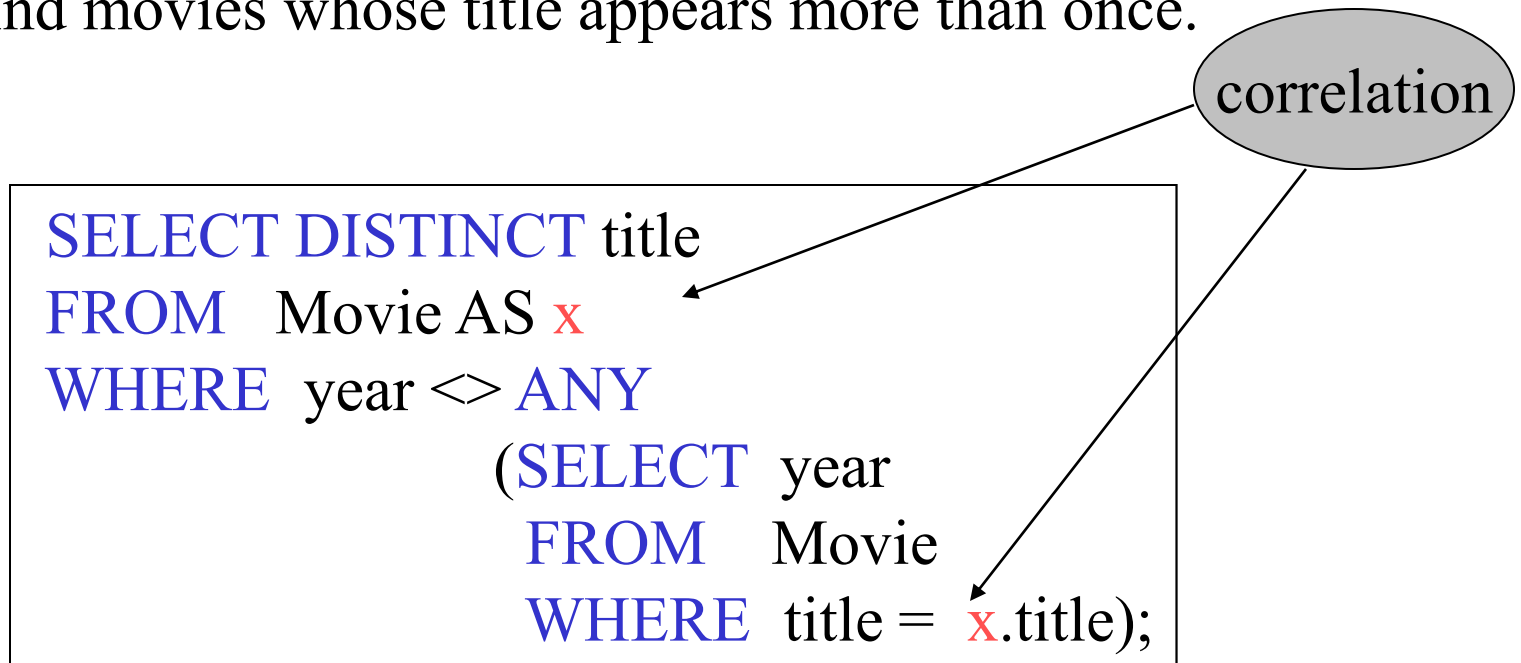 nd movies whose title appears more than once.
correlation
SELECT DISTINCT title
FROM Movie AS x
WHERE year <> ANY
(SELECT year
FROM Movie
WHERE title = x.title);